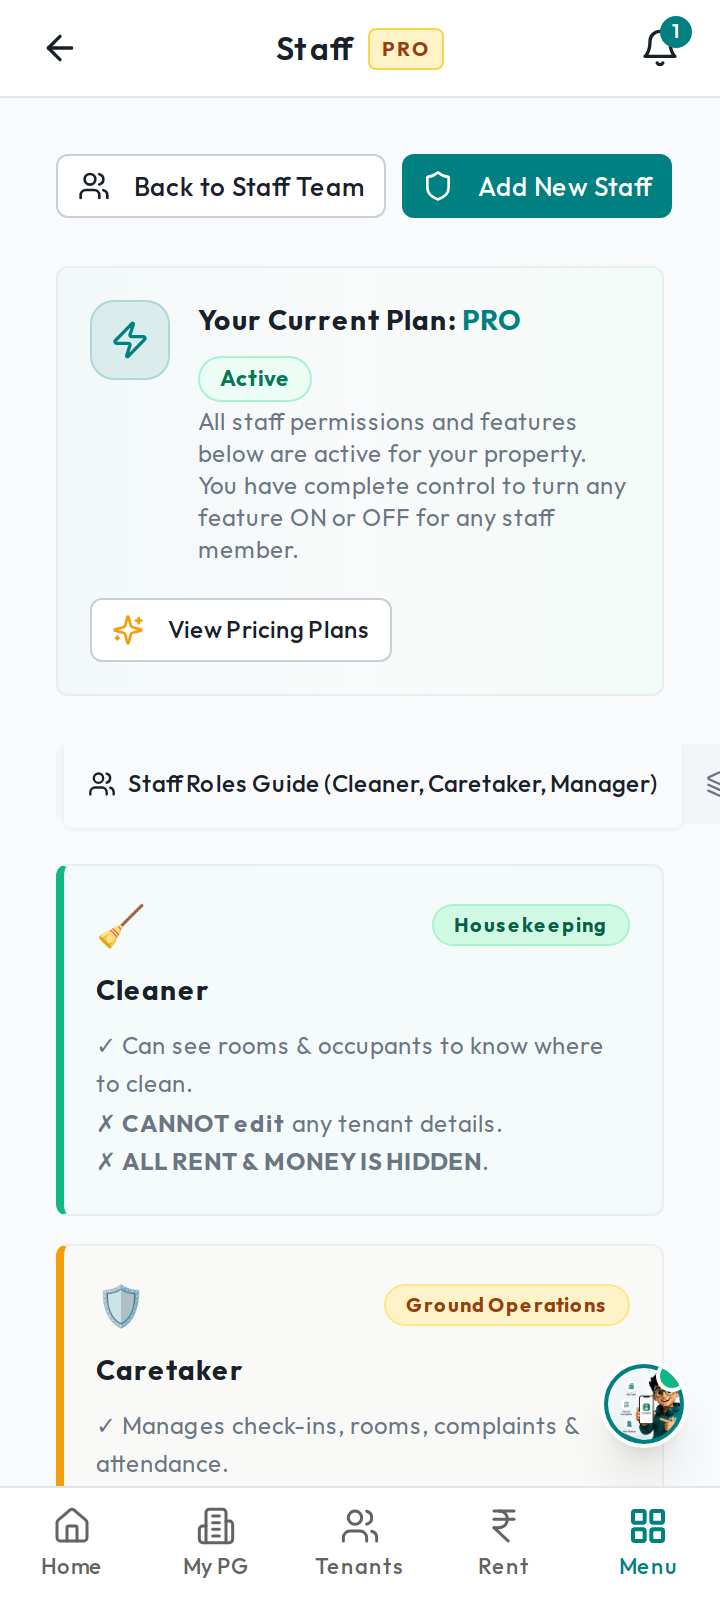 Staff PRO
1
Back to Staff Team
Add New Staff
Your Current Plan: PRO
Active
All staff permissions and features
below are active for your property.
You have complete control to turn any
feature ON or OFF for any staff
member.
View Pricing Plans
Staff Roles Guide (Cleaner, Caretaker, Manager)
Housekeeping
Cleaner
✓ Can see rooms & occupants to know where
to clean.
✗ CANNOT edit any tenant details.
✗ ALL RENT & MONEY IS HIDDEN.
Ground Operations
Caretaker
✓ Manages check-ins, rooms, complaints &
attendance.
Home
My PG
Tenants
Rent
Menu